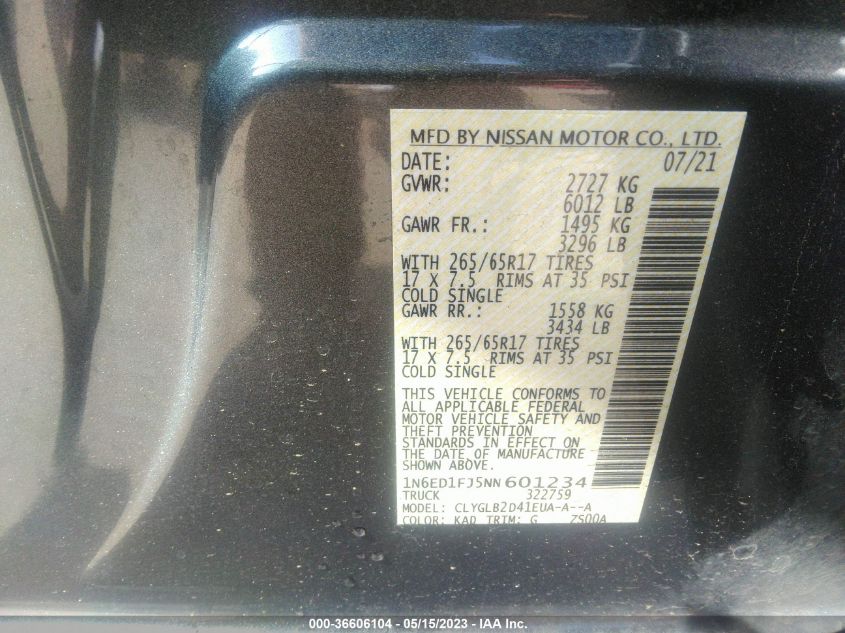 MFD BY NISSAN MOTOR CO., LTD.
DATE: 07/21
GVWR: 2727 KG
6012 LB
GAWR FR.: 1495 KG
3296 LB
WITH 265/65R17 TIRES
17 X 7.5 RIMS AT 35 PSI
COLD SINGLE
GAWR RR.: 1558 KG
3434 LB
WITH 265/65R17 TIRES
17 X 7.5 RIMS AT 35 PSI
COLD SINGLE
THIS VEHICLE CONFORMS TO
ALL APPLICABLE FEDERAL
MOTOR VEHICLE SAFETY AND
THEFT PREVENTION
STANDARDS IN EFFECT ON
THE DATE OF MANUFACTURE
SHOWN ABOVE.
1N6ED1FJ5NN601234
TRUCK 322759
MODEL: CLYGLB2D41EUA-A--A
COLOR: KAD TRIM: G 7S00A
000-36606104 - 05/15/2023 - IAA Inc.